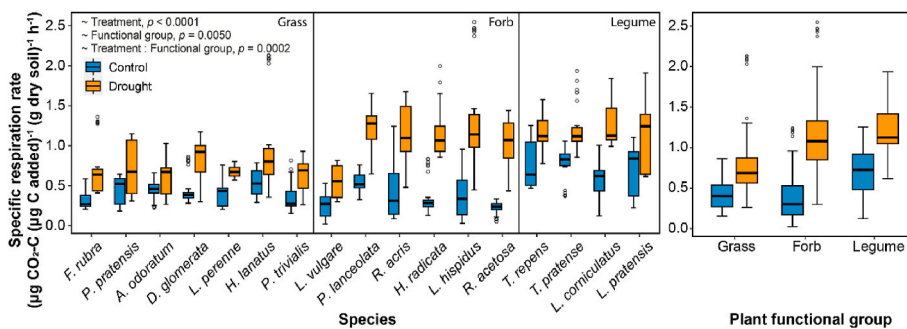 Specific respiration rate
(µg CO₂–C (µg C added)⁻¹ (g dry soil)⁻¹ h⁻¹)
2.5
2.0
1.5
1.0
0.5
0.0
~ Treatment, p < 0.0001
~ Functional group, p = 0.0050
~ Treatment : Functional group, p = 0.0002
Control
Drought
Grass
Forb
Legume
F. rubra
P. pratensis
A. odoratum
D. glomerata
L. perenne
H. lanatus
P. trivialis
L. vulgare
P. lanceolata
R. acris
H. radicata
L. hispidus
R. acetosa
T. repens
T. pratense
L. corniculatus
L. pratensis
Species
2.5
2.0
1.5
1.0
0.5
0.0
Grass
Forb
Legume
Plant functional group